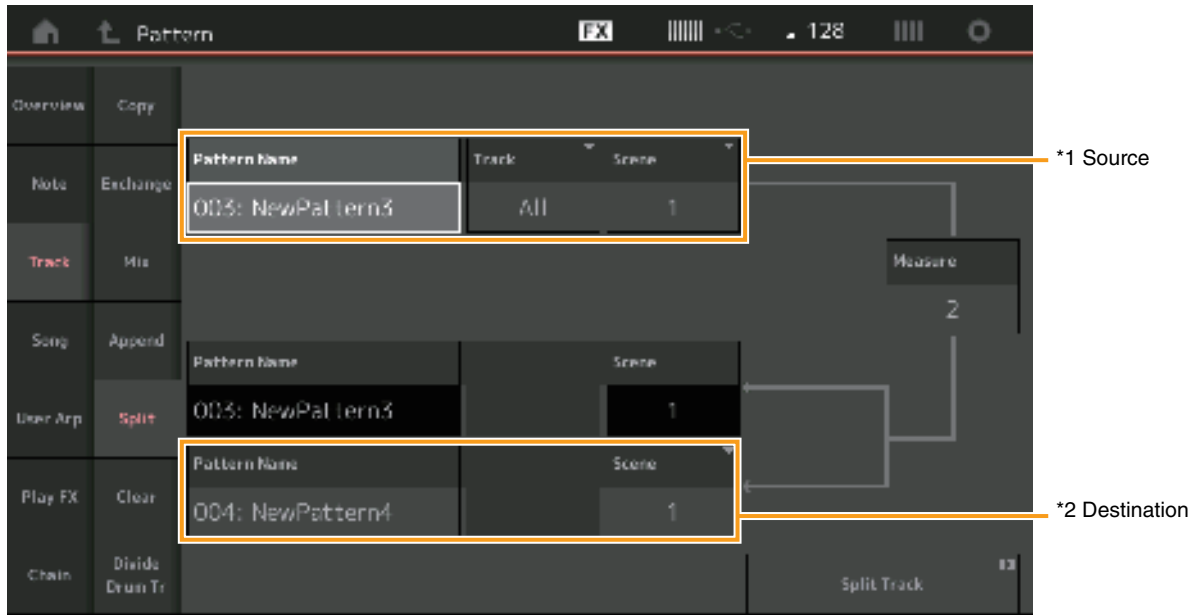 Pattern FX 128
Overview Copy
Pattern Name Track Scene *1 Source
Note Exchange 003: NewPattern3 All 1
Track Mix Measure
2
Song Append
Pattern Name Scene
User Arp Split 003: NewPattern3 1
Pattern Name Scene
Play FX Clear 004: NewPattern4 1 *2 Destination
Chain Divide
Drum Tr Split Track